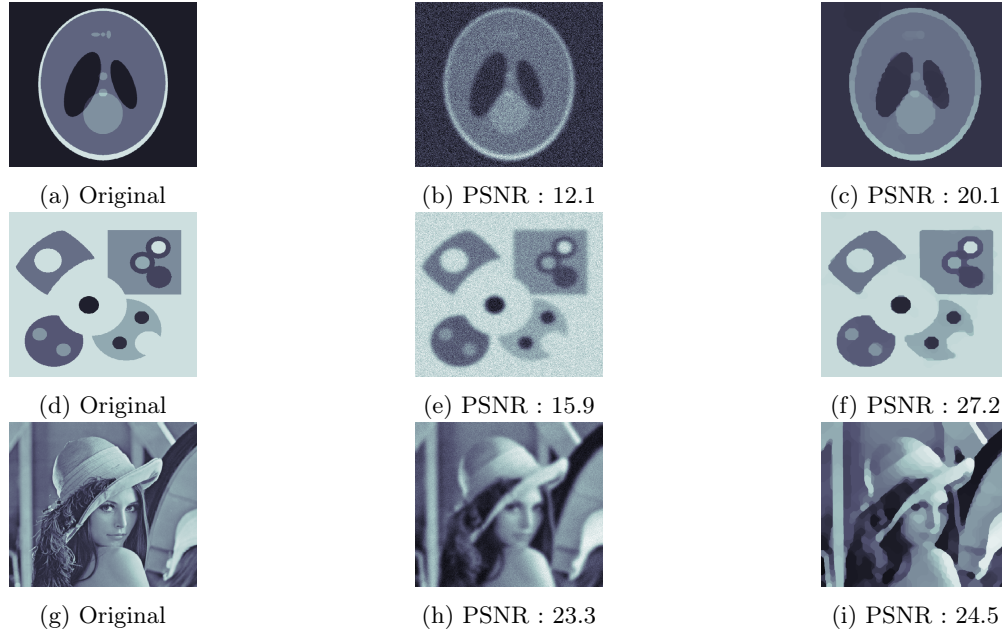 (a) Original
(b) PSNR : 12.1
(c) PSNR : 20.1
(d) Original
(e) PSNR : 15.9
(f) PSNR : 27.2
(g) Original
(h) PSNR : 23.3
(i) PSNR : 24.5